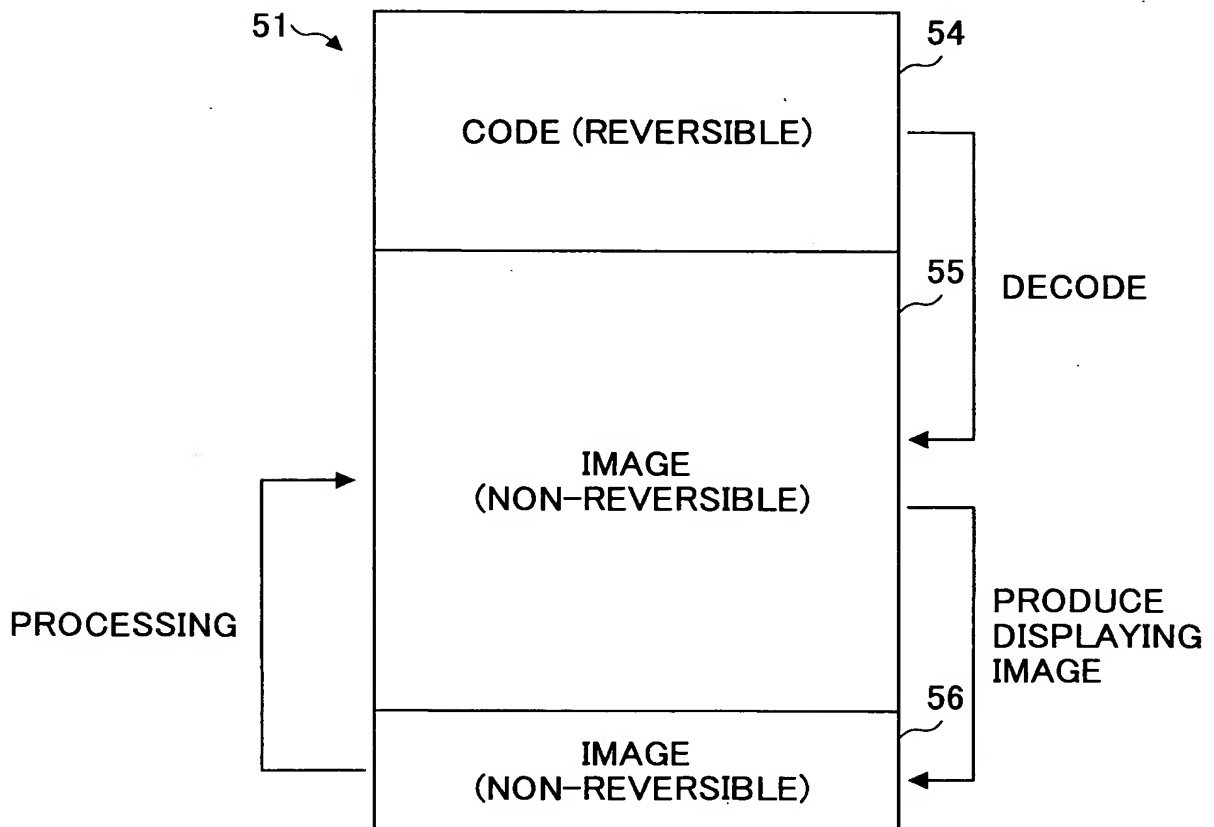 51
54
CODE (REVERSIBLE)
55
DECODE
IMAGE
(NON-REVERSIBLE)
PROCESSING
PRODUCE
DISPLAYING
IMAGE
56
IMAGE
(NON-REVERSIBLE)